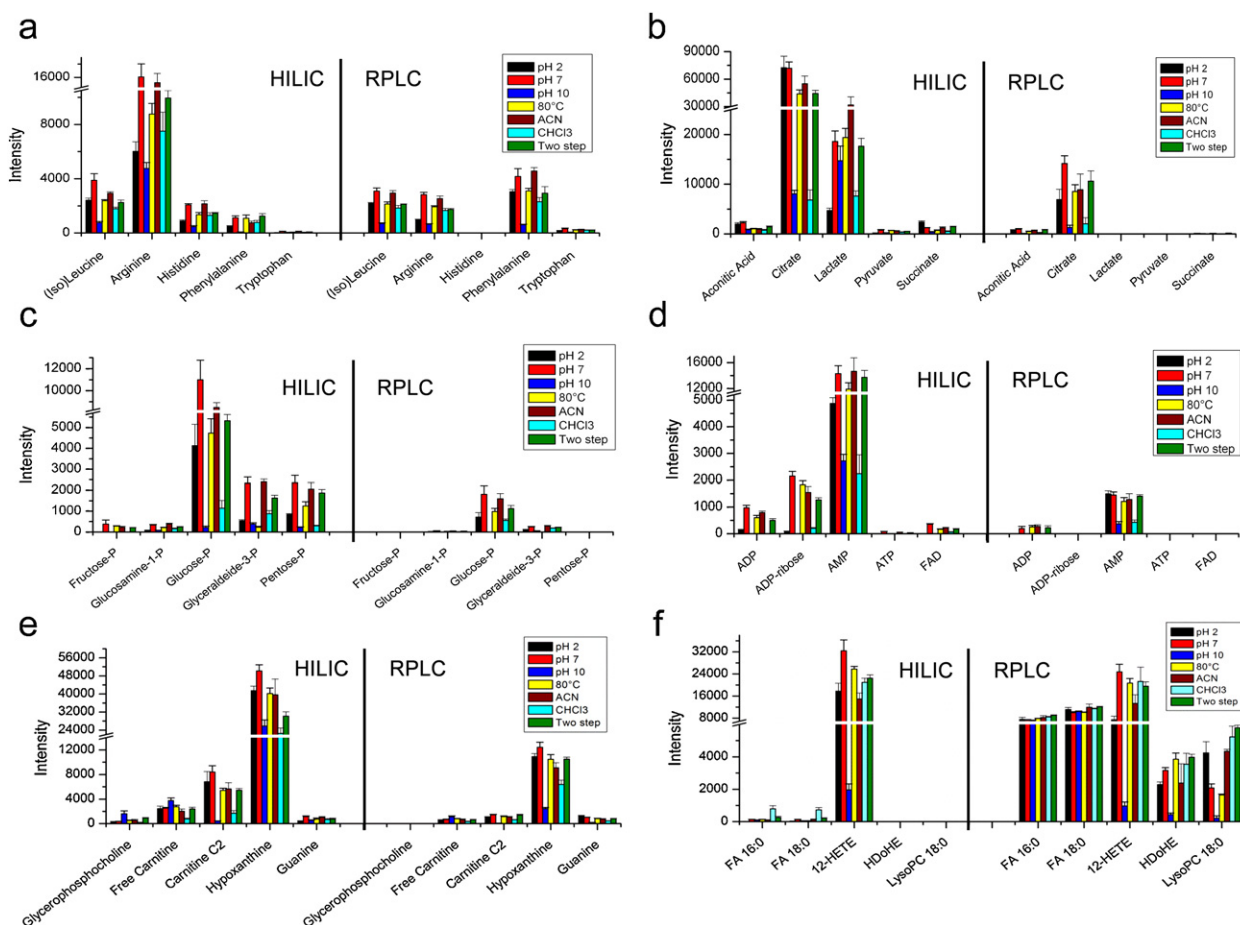 a
HILIC
RPLC
pH 2
pH 7
pH 10
80°C
ACN
CHCl3
Two step
Intensity
16000
8000
4000
0
(Iso)Leucine
Arginine
Histidine
Phenylalanine
Tryptophan
(Iso)Leucine
Arginine
Histidine
Phenylalanine
Tryptophan
b
HILIC
RPLC
pH 2
pH 7
pH 10
80°C
ACN
CHCl3
Two step
Intensity
90000
60000
30000
20000
10000
0
Aconitic Acid
Citrate
Lactate
Pyruvate
Succinate
Aconitic Acid
Citrate
Lactate
Pyruvate
Succinate
c
HILIC
RPLC
pH 2
pH 7
pH 10
80°C
ACN
CHCl3
Two step
Intensity
12000
10000
8000
5000
4000
3000
2000
1000
0
Fructose-P
Glucosamine-1-P
Glucose-P
Glyceraldeide-3-P
Pentose-P
Fructose-P
Glucosamine-1-P
Glucose-P
Glyceraldeide-3-P
Pentose-P
d
HILIC
RPLC
pH 2
pH 7
pH 10
80°C
ACN
CHCl3
Two step
Intensity
16000
14000
12000
5000
4000
3000
2000
1000
0
ADP
ADP-ribose
AMP
ATP
FAD
ADP
ADP-ribose
AMP
ATP
FAD
e
HILIC
RPLC
pH 2
pH 7
pH 10
80°C
ACN
CHCl3
Two step
Intensity
56000
48000
40000
32000
24000
12000
8000
4000
0
Glycerophosphocholine
Free Carnitine
Carnitine C2
Hypoxanthine
Guanine
Glycerophosphocholine
Free Carnitine
Carnitine C2
Hypoxanthine
Guanine
f
HILIC
RPLC
pH 2
pH 7
pH 10
80°C
ACN
CHCl3
Two step
Intensity
32000
24000
16000
8000
4000
2000
0
FA 16:0
FA 18:0
12-HETE
HDoHE
LysoPC 18:0
FA 16:0
FA 18:0
12-HETE
HDoHE
LysoPC 18:0